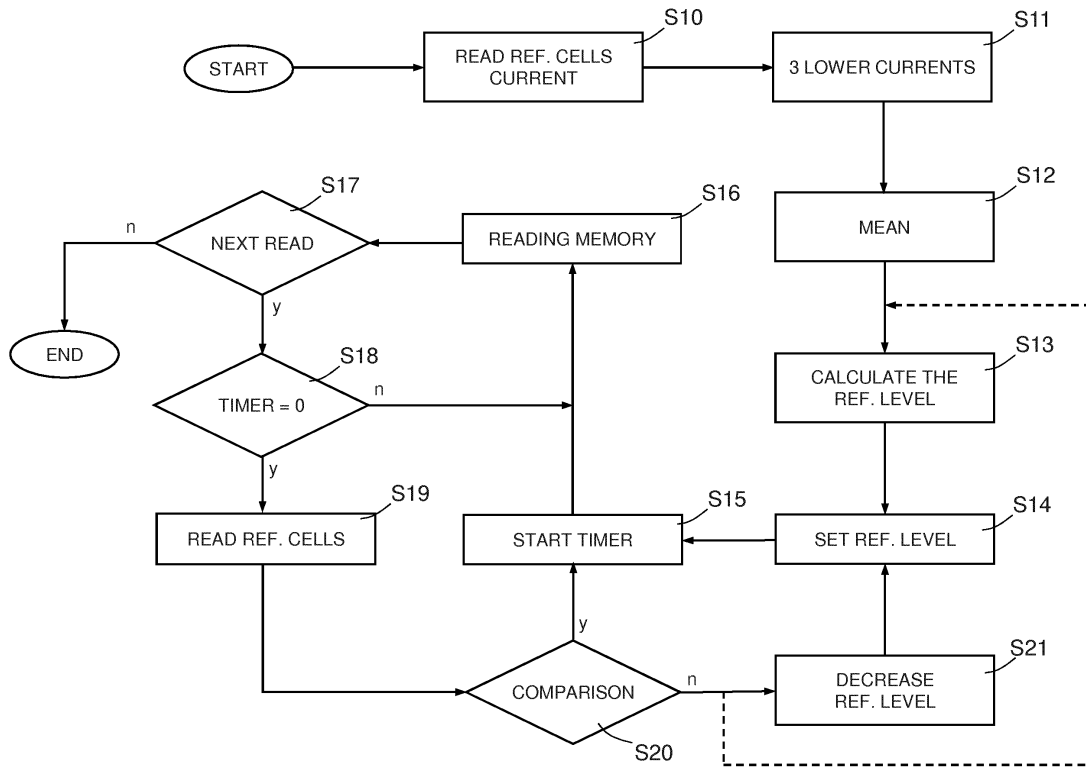 S10
S11
START
READ REF. CELLS
CURRENT
3 LOWER CURRENTS
S17
S16
S12
n
NEXT READ
READING MEMORY
MEAN
y
END
S18
S13
n
TIMER = 0
CALCULATE THE
REF. LEVEL
y
S19
S15
S14
READ REF. CELLS
START TIMER
SET REF. LEVEL
y
S21
n
COMPARISON
DECREASE
REF. LEVEL
S20